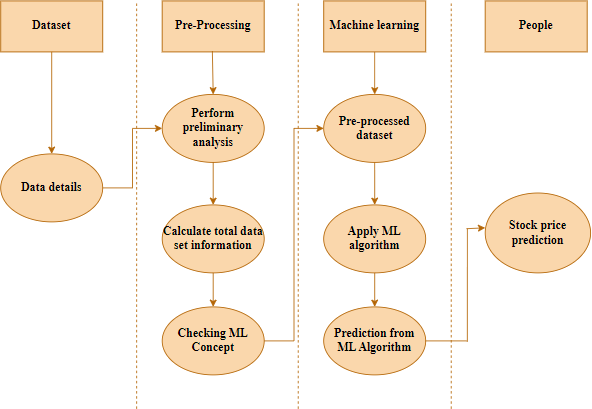 Dataset
Pre-Processing
Machine learning
People
Data details
Perform
preliminary
analysis
Calculate total data
set information
Checking ML
Concept
Pre-processed
dataset
Apply ML
algorithm
Prediction from
ML Algorithm
Stock price
prediction